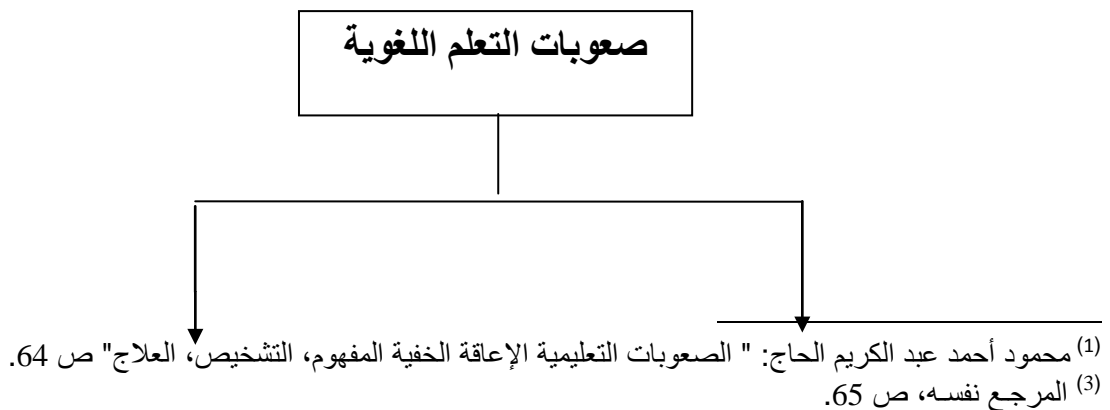 صعوبات التعلم اللغوية
(1) محمود أحمد عبد الكريم الحاج: " الصعوبات التعليمية الإعاقة الخفية المفهوم، التشخيص، العلاج" ص 64.
(3) المرجع نفسه، ص 65.